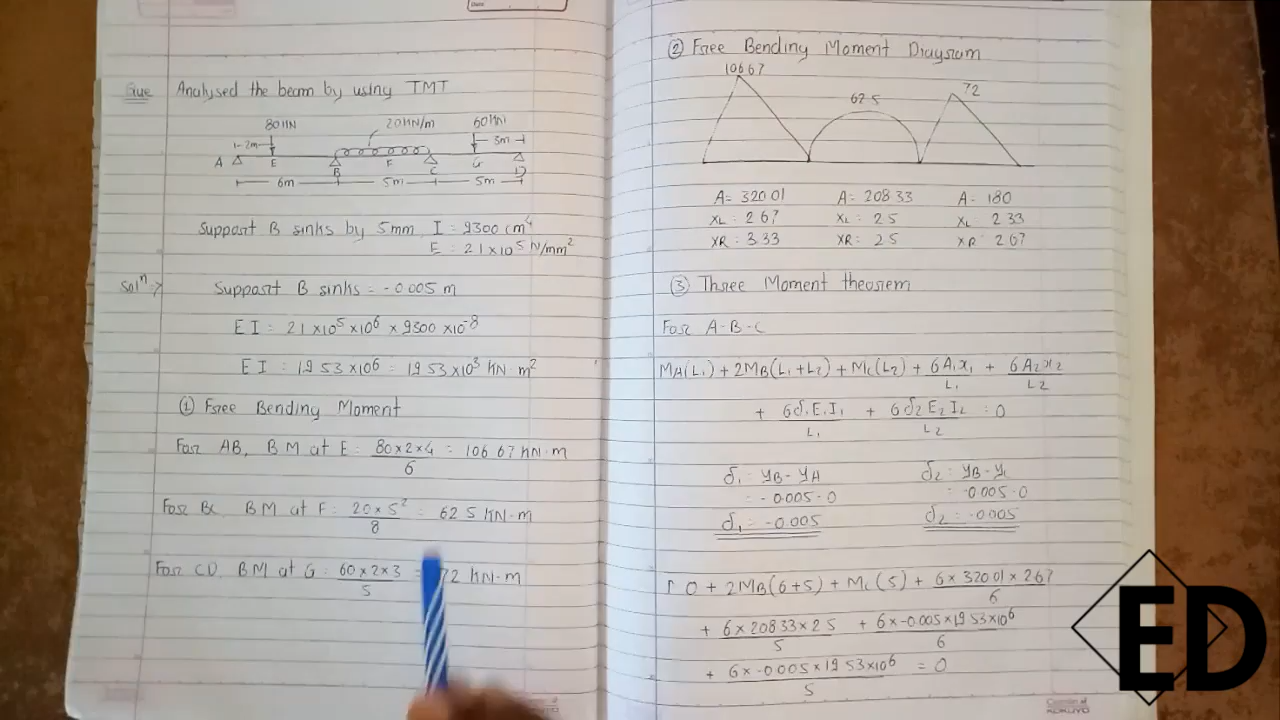 Que Analysed the beam by using TMT
80KN 20KN/m 60KN
2m 3m
A E B F C G D
6m 5m 5m
Support B sinks by 5mm I = 9300 cm⁴
E = 2.1×10⁵ N/mm²
Solⁿ => Support B sinks = -0.005 m
EI = 2.1 ×10⁵ ×10⁶ × 9300 ×10⁻⁸
EI = 19.53×10⁶ = 19.53×10³ KN·m²
① Free Bending Moment
For AB, BM at E = 80×2×4 / 6 = 106.67 KN·m
For BC BM at F = 20×5² / 8 = 62.5 KN·m
For CD BM at G = 60×2×3 / 5 = 72 KN·m
② Free Bending Moment Diagram
106.67 62.5 72
A = 320.01 A = 208.33 A = 180
XL = 2.67 XL = 2.5 XL = 2.33
XR = 3.33 XR = 2.5 XR = 2.67
③ Three Moment theorem
For A-B-C
MA(L₁) + 2MB(L₁+L₂) + MC(L₂) + 6A₁x₁ / L₁ + 6A₂x₂ / L₂
+ 6δ₁E₁I₁ / L₁ + 6δ₂E₂I₂ / L₂ = 0
δ₁ = yB - yA δ₂ = yB - yC
= -0.005-0 = -0.005-0
δ₁ = -0.005 δ₂ = -0.005
0 + 2MB(6+5) + MC(5) + 6×320.01×2.67 / 6
+ 6×208.33×2.5 / 5 + 6×-0.005×19.53×10⁶ / 6
+ 6×-0.005×19.53×10⁶ / 5 = 0
ED